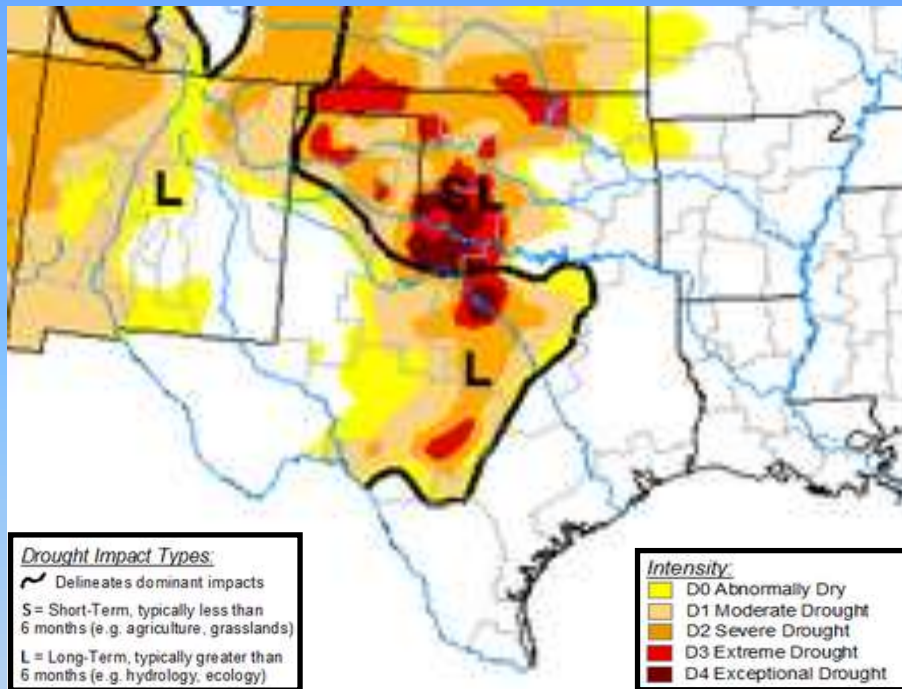 L
SL
L
Drought Impact Types:
Delineates dominant impacts
S = Short-Term, typically less than
6 months (e.g. agriculture, grasslands)
L = Long-Term, typically greater than
6 months (e.g. hydrology, ecology)
Intensity:
D0 Abnormally Dry
D1 Moderate Drought
D2 Severe Drought
D3 Extreme Drought
D4 Exceptional Drought